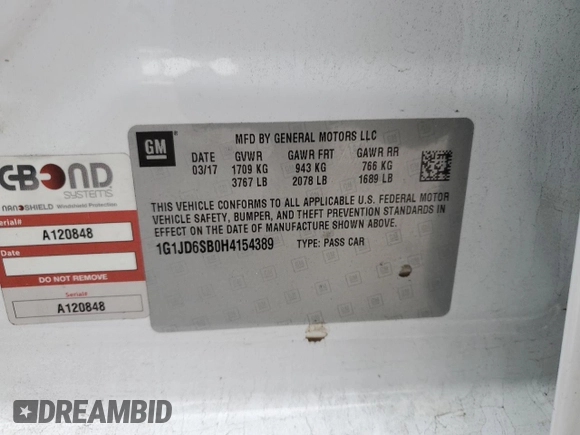 GM
MFD BY GENERAL MOTORS LLC
DATE GVWR GAWR FRT GAWR RR
03/17 1709 KG 943 KG 766 KG
3767 LB 2078 LB 1689 LB
THIS VEHICLE CONFORMS TO ALL APPLICABLE U.S. FEDERAL MOTOR
VEHICLE SAFETY, BUMPER, AND THEFT PREVENTION STANDARDS IN
EFFECT ON THE DATE OF MANUFACTURE SHOWN ABOVE.
1G1JD6SB0H4154389 TYPE: PASS CAR
C-BOND
SYSTEMS
NANOSHIELD Windshield Protection
Serial#
A120848
DO NOT REMOVE
Serial#
A120848
DREAMBID